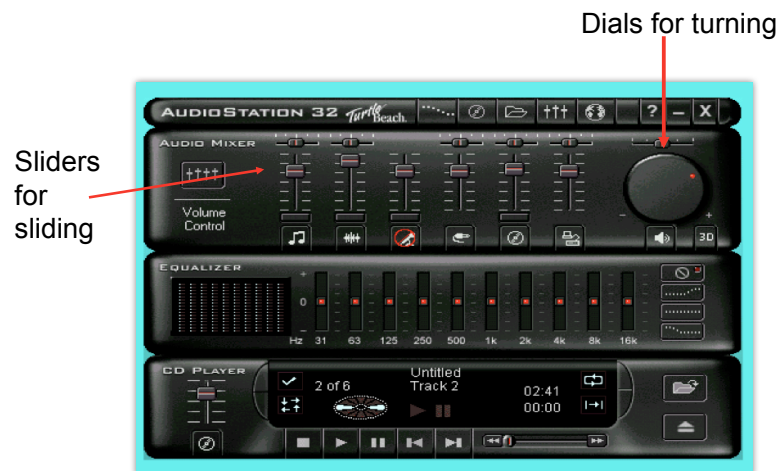 Dials for turning
AUDIOSTATION 32 Turtle Beach
? – X
AUDIO MIXER
Sliders
for
sliding
Volume
Control
– +
3D
EQUALIZER
+
0
–
Hz 31 63 125 250 500 1k 2k 4k 8k 16k
CD PLAYER
2 of 6
Untitled
Track 2
02:41
00:00